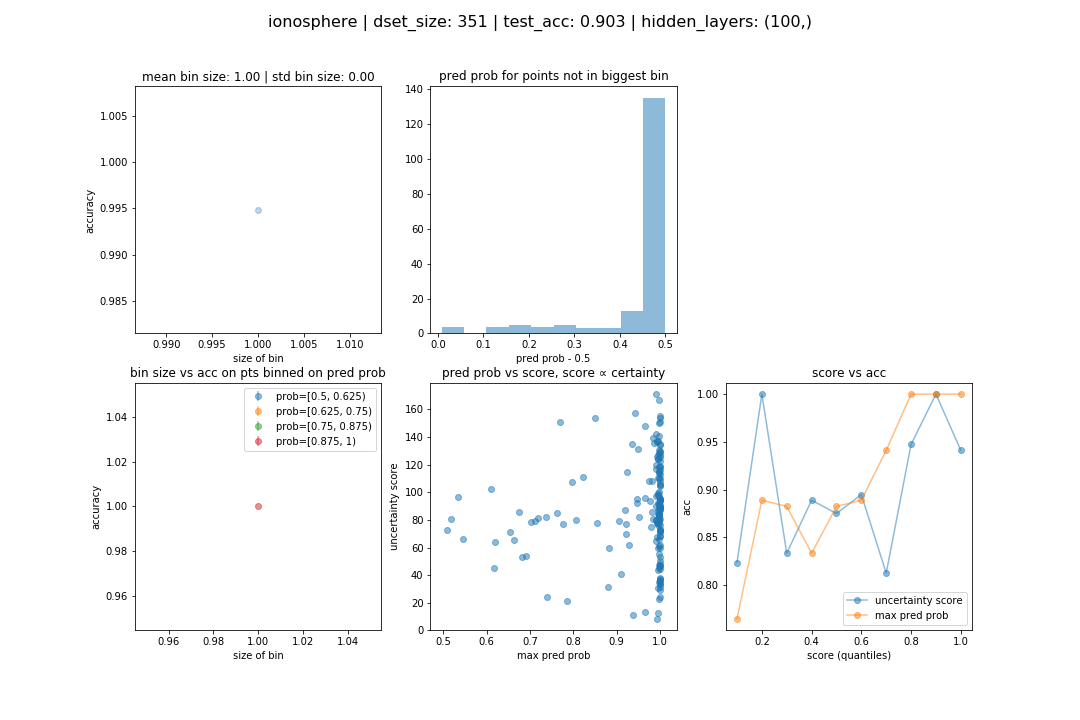 ionosphere | dset_size: 351 | test_acc: 0.903 | hidden_layers: (100,)
mean bin size: 1.00 | std bin size: 0.00
1.005
1.000
0.995
0.990
0.985
accuracy
0.990 0.995 1.000 1.005 1.010
size of bin
pred prob for points not in biggest bin
140
120
100
80
60
40
20
0
0.0 0.1 0.2 0.3 0.4 0.5
pred prob - 0.5
bin size vs acc on pts binned on pred prob
prob=[0.5, 0.625)
prob=[0.625, 0.75)
prob=[0.75, 0.875)
prob=[0.875, 1)
1.04
1.02
1.00
0.98
0.96
accuracy
0.96 0.98 1.00 1.02 1.04
size of bin
pred prob vs score, score ∝ certainty
160
140
120
100
80
60
40
20
0
uncertainty score
0.5 0.6 0.7 0.8 0.9 1.0
max pred prob
score vs acc
1.00
0.95
0.90
0.85
0.80
acc
uncertainty score
max pred prob
0.2 0.4 0.6 0.8 1.0
score (quantiles)